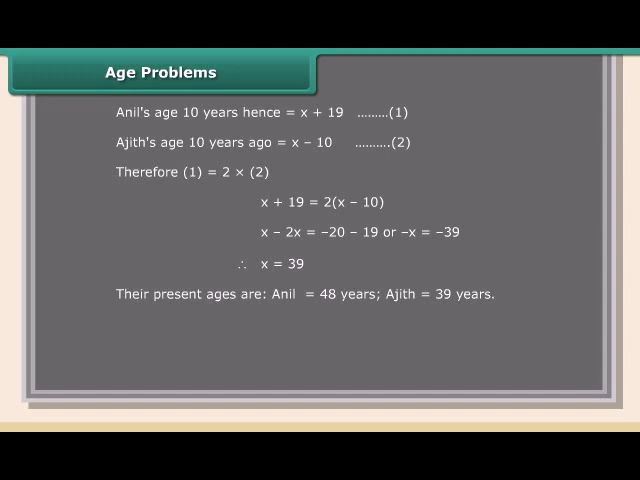 Age Problems
Anil's age 10 years hence = x + 19 .........(1)
Ajith's age 10 years ago = x – 10 ..........(2)
Therefore (1) = 2 × (2)
x + 19 = 2(x – 10)
x – 2x = –20 – 19 or –x = –39
∴ x = 39
Their present ages are: Anil = 48 years; Ajith = 39 years.